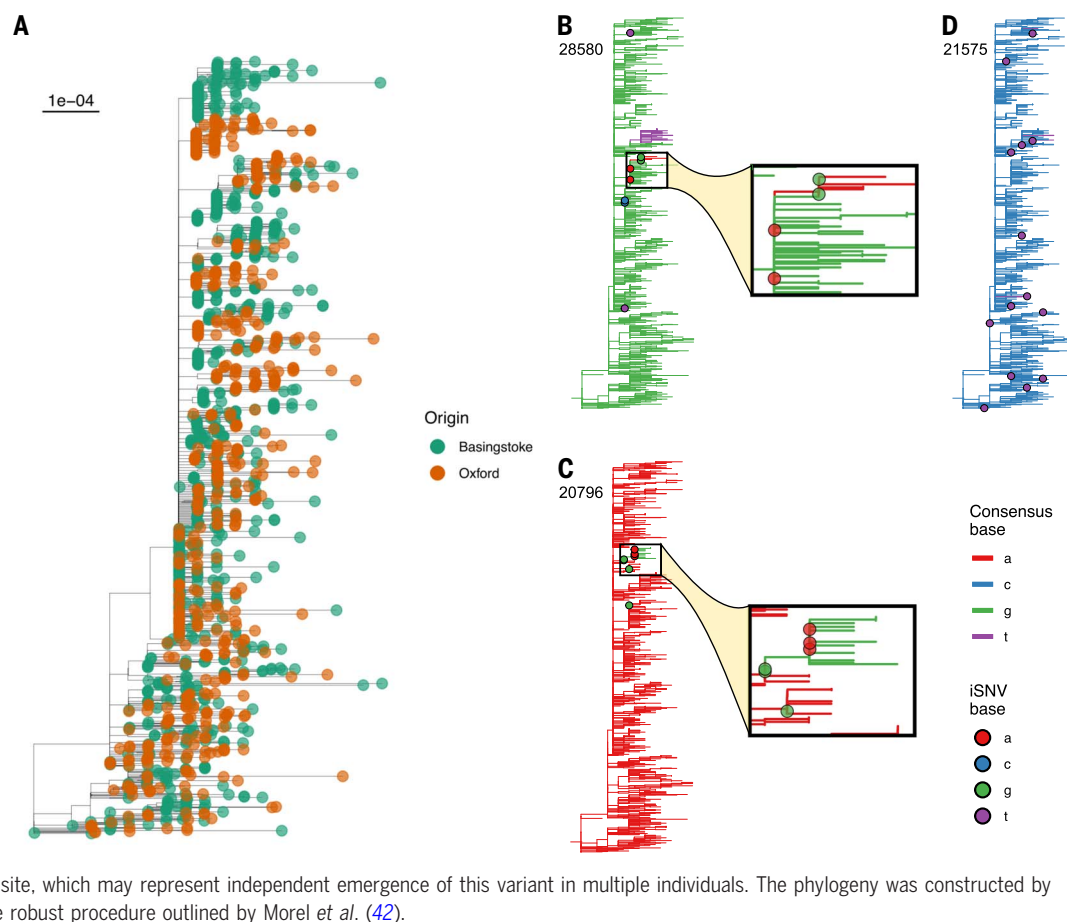 A
1e−04
Origin
Basingstoke
Oxford
B
28580
D
21575
C
20796
Consensus
base
a
c
g
t
iSNV
base
a
c
g
t
site, which may represent independent emergence of this variant in multiple individuals. The phylogeny was constructed by
robust procedure outlined by Morel et al. (42).